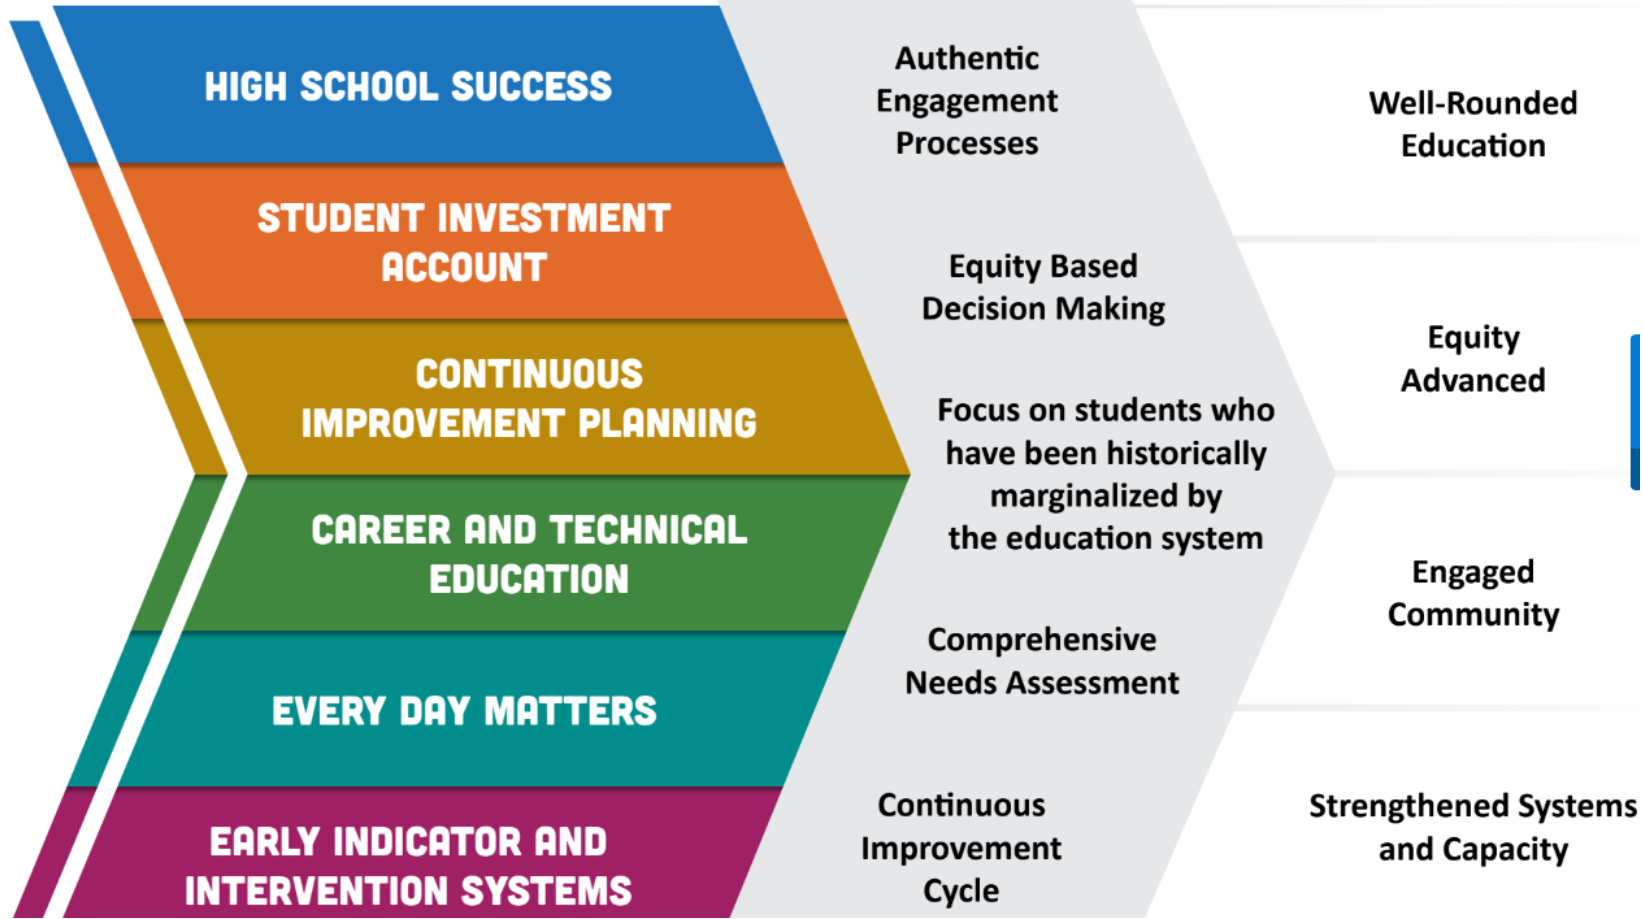 HIGH SCHOOL SUCCESS
STUDENT INVESTMENT
ACCOUNT
CONTINUOUS
IMPROVEMENT PLANNING
CAREER AND TECHNICAL
EDUCATION
EVERY DAY MATTERS
EARLY INDICATOR AND
INTERVENTION SYSTEMS
Authentic
Engagement
Processes
Equity Based
Decision Making
Focus on students who
have been historically
marginalized by
the education system
Comprehensive
Needs Assessment
Continuous
Improvement
Cycle
Well-Rounded
Education
Equity
Advanced
Engaged
Community
Strengthened Systems
and Capacity